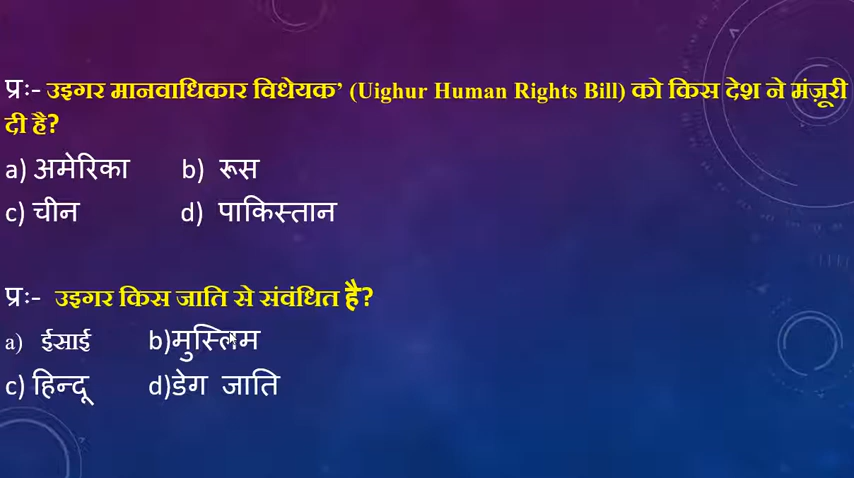 प्रः- उइगर मानवाधिकार विधेयक’ (Uighur Human Rights Bill) को किस देश ने मंज़ूरी
दी है?
a) अमेरिका b) रूस
c) चीन d) पाकिस्तान
प्रः- उइगर किस जाति से संबंधित है?
a) ईसाई b)मुस्लिम
c) हिन्दू d)डेग जाति